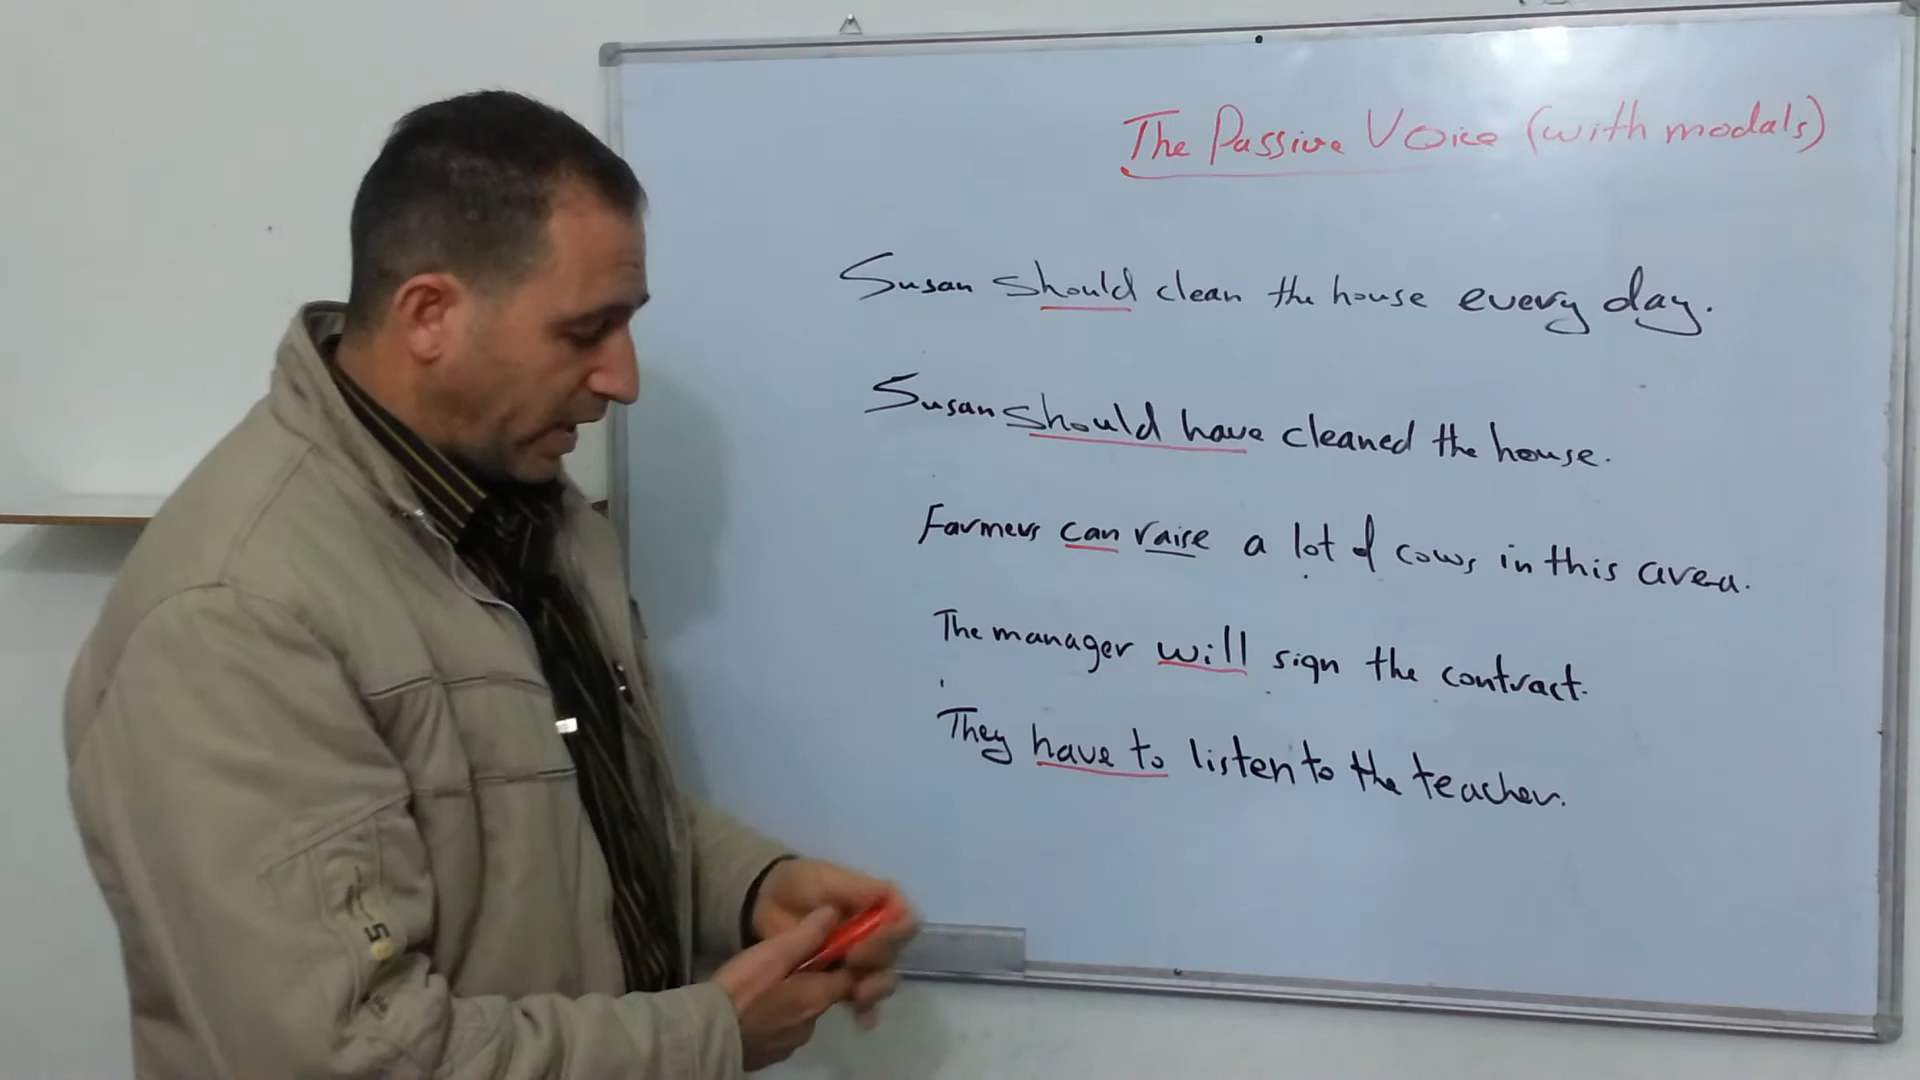 The Passive Voice (with modals)
Susan should clean the house every day.
Susan should have cleaned the house.
Farmers can raise a lot of cows in this area.
The manager will sign the contract.
They have to listen to the teacher.
5